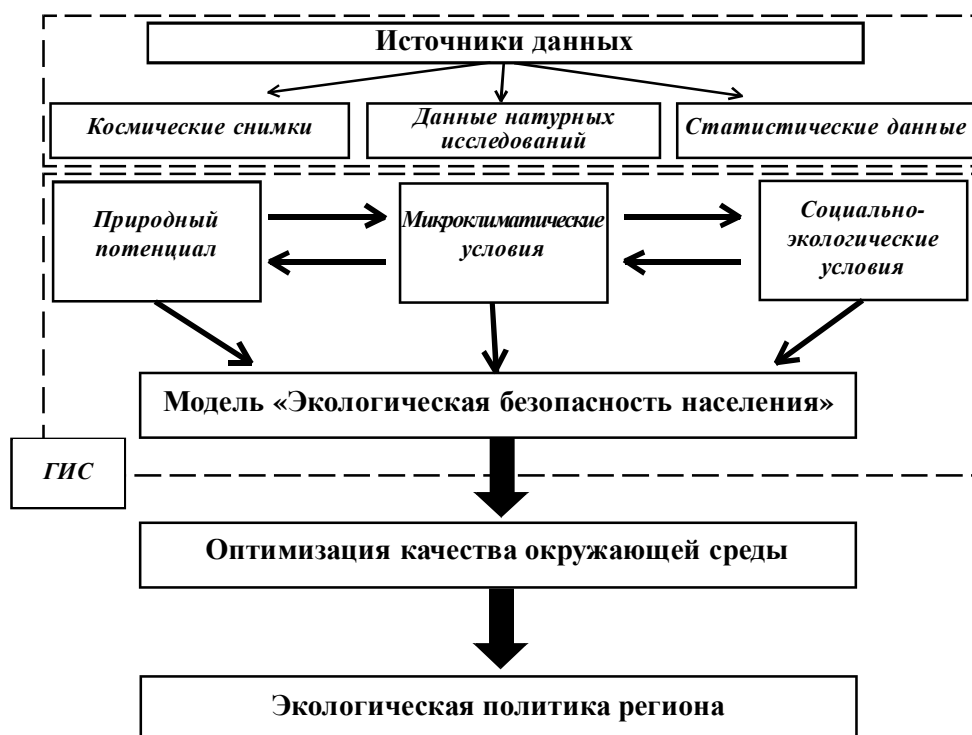 Источники данных
Космические снимки
Данные натурных
исследований
Статистические данные
Природный
потенциал
Микроклиматические
условия
Социально-
экологические
условия
Модель «Экологическая безопасность населения»
ГИС
Оптимизация качества окружающей среды
Экологическая политика региона